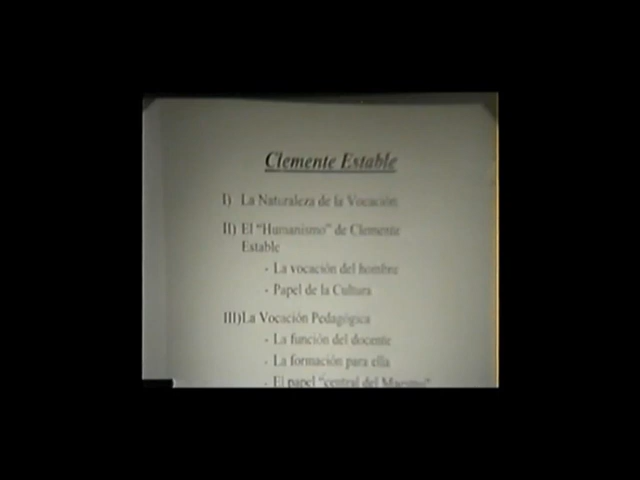 Clemente Estable
I) La Naturaleza de la Vocación
II) El "Humanismo" de Clemente
Estable
- La vocación del hombre
- Papel de la Cultura
III)La Vocación Pedagógica
- La función del docente
- La formación para ella
- El papel "central del Maestro"